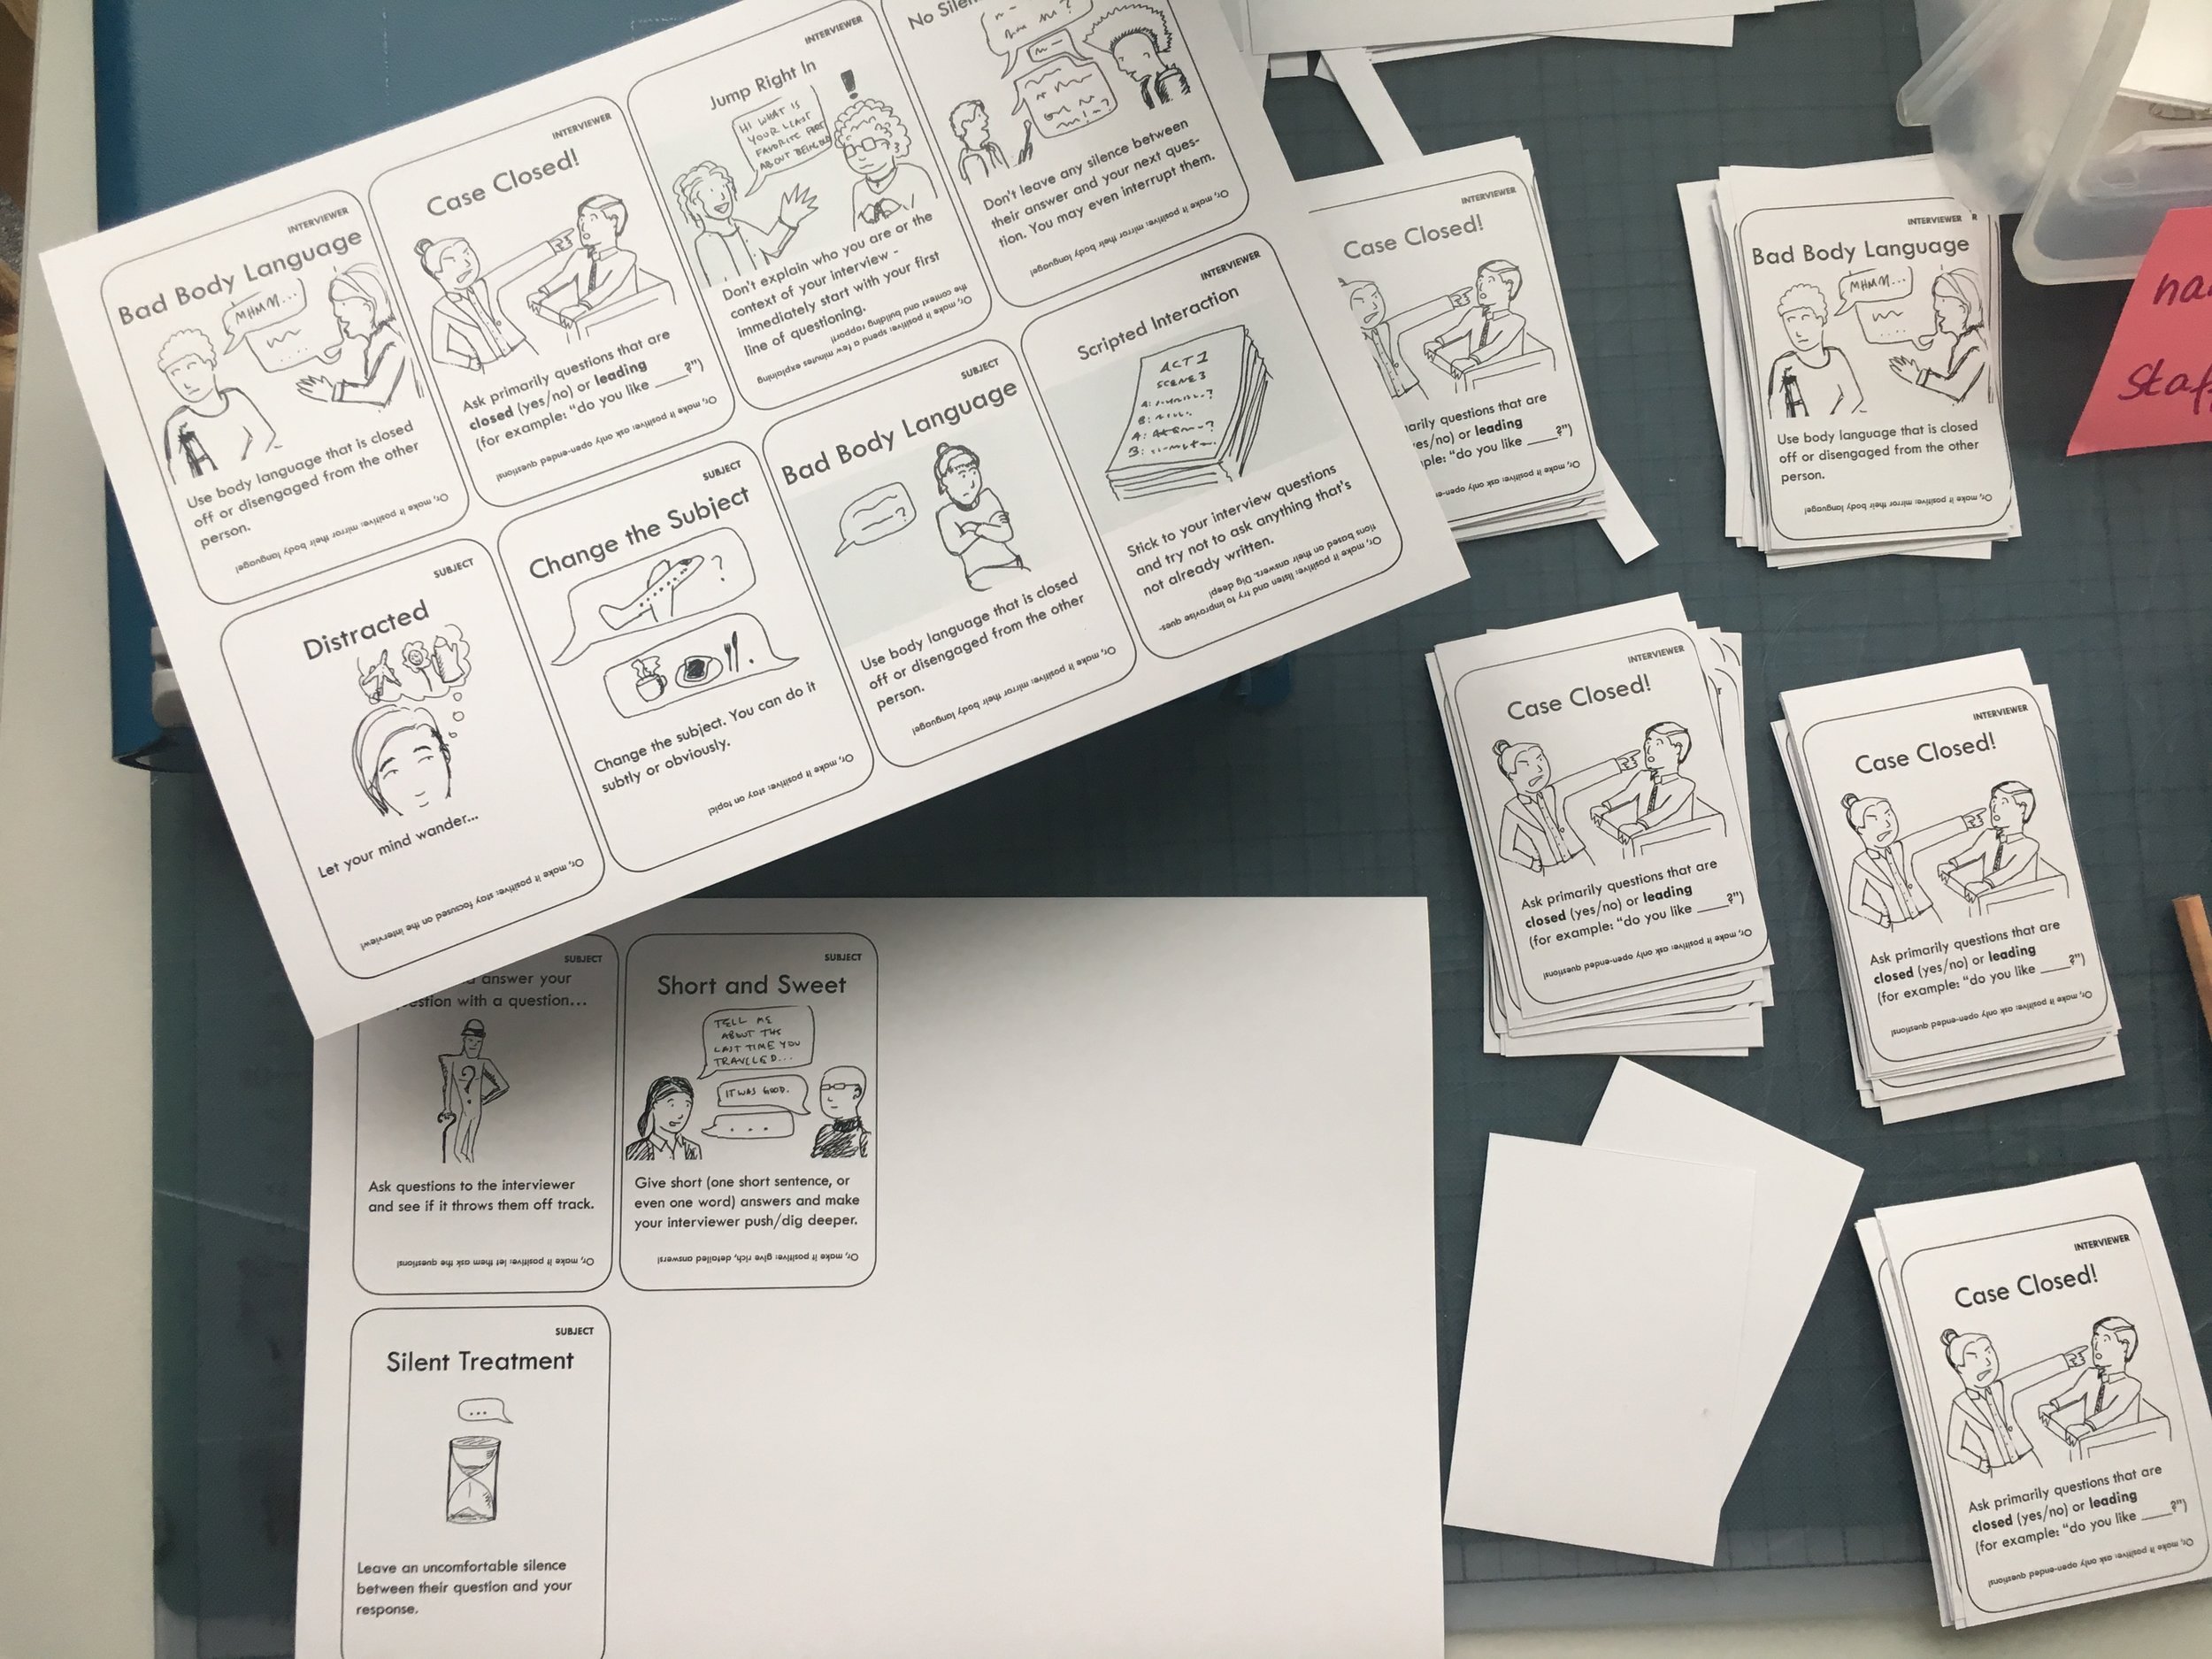 INTERVIEWER
Bad Body Language
MHMM...
Use body language that is closed
off or disengaged from the other
person.
Or, make it positive: mirror their body language!
INTERVIEWER
Case Closed!
Ask primarily questions that are
closed (yes/no) or leading
(for example: "do you like ____?")
Or, make it positive: ask only open-ended questions!
INTERVIEWER
Jump Right In
!
HI WHAT IS
YOUR LEAST
FAVORITE PART
ABOUT BEING
Don't explain who you are or the
context of your interview -
immediately start with your first
line of questioning.
Or, make it positive: spend a few minutes explaining
the context and building rapport!
No
Don't leave any silence between
their answer and your next ques-
tion. You may even interrupt them.
Or, make it positive: mirror their body language!
SUBJECT
Distracted
Let your mind wander...
Or, make it positive: stay focused on the interview!
SUBJECT
Change the Subject
?
Change the subject. You can do it
subtly or obviously.
Or, make it positive: stay on topic!
SUBJECT
Bad Body Language
?
Use body language that is closed
off or disengaged from the other
person.
Or, make it positive: mirror their body language!
INTERVIEWER
Scripted Interaction
ACT 1
SCENE 3
A:
B:
A:
B:
Stick to your interview questions
and try not to ask anything that's
not already written.
Or, make it positive: listen and try to improvise ques-
tions based on their answers. Dig deep!
SUBJECT
answer your
question with a question...
?
Ask questions to the interviewer
and see if it throws them off track.
Or, make it positive: let them ask the questions!
SUBJECT
Short and Sweet
TELL ME
ABOUT THE
LAST TIME YOU
TRAVELED...
IT WAS GOOD.
...
Give short (one short sentence, or
even one word) answers and make
your interviewer push/dig deeper.
Or, make it positive: give rich, detailed answers!
SUBJECT
Silent Treatment
...
Leave an uncomfortable silence
between their question and your
response.
INTERVIEWER
Case Closed!
questions that are
(yes/no) or leading
"do you like ____?")
Or, make it positive: ask only open-
INTERVIEWER
Bad Body Language
MHMM...
Use body language that is closed
off or disengaged from the other
person.
Or, make it positive: mirror their body language!
INTERVIEWER
Case Closed!
Ask primarily questions that are
closed (yes/no) or leading
(for example: "do you like ____?")
Or, make it positive: ask only open-ended questions!
INTERVIEWER
Case Closed!
Ask primarily questions that are
closed (yes/no) or leading
(for example: "do you like ____?")
Or, make it positive: ask only open-ended questions!
INTERVIEWER
Case Closed!
Ask primarily questions that are
closed (yes/no) or leading
(for example: "do you like ____?")
Or, make it positive: ask only open-ended questions!